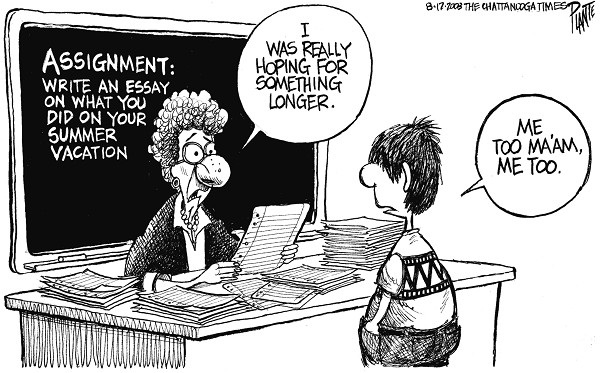 8-17-2008 THE CHATTANOOGA TIMES
PLANTE
ASSIGNMENT:
WRITE AN ESSAY
ON WHAT YOU
DID ON YOUR
SUMMER
VACATION
I
WAS REALLY
HOPING FOR
SOMETHING
LONGER.
ME
TOO MA'AM,
ME TOO.